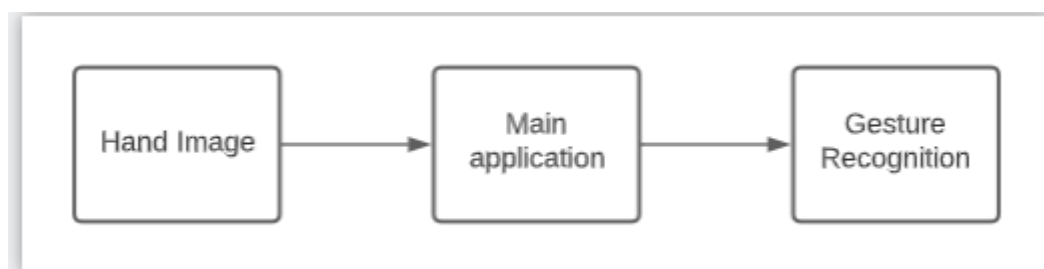 Hand Image
Main
application
Gesture
Recognition